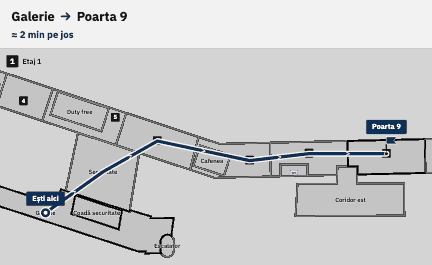 Galerie → Poarta 9
≈ 2 min pe jos
1 Etaj 1
4
Duty free
5
Poarta 9
Cafenea
Ești aici
Coadă securitate
Coridor est
Escalator